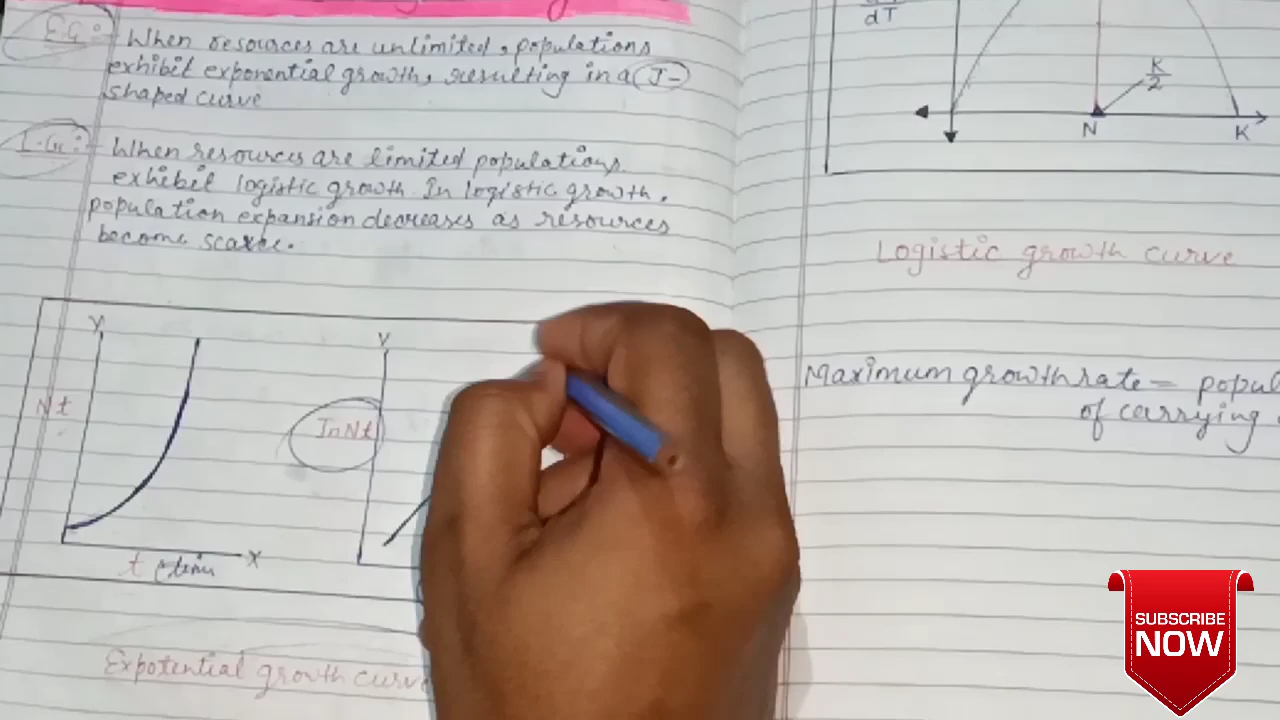 E.G:- When resources are unlimited, populations
exhibit exponential growth, resulting in a J-
shaped curve
L.G:- When resources are limited populations
exhibit logistic growth In logistic growth,
population expansion decreases as resources
become scarce.
Y
Nt
t (time
X
Y
InNt
Expotential growth curve
dT
K/2
N
K
Logistic growth curve
Maximum growth rate = popul
of carrying
SUBSCRIBE
NOW